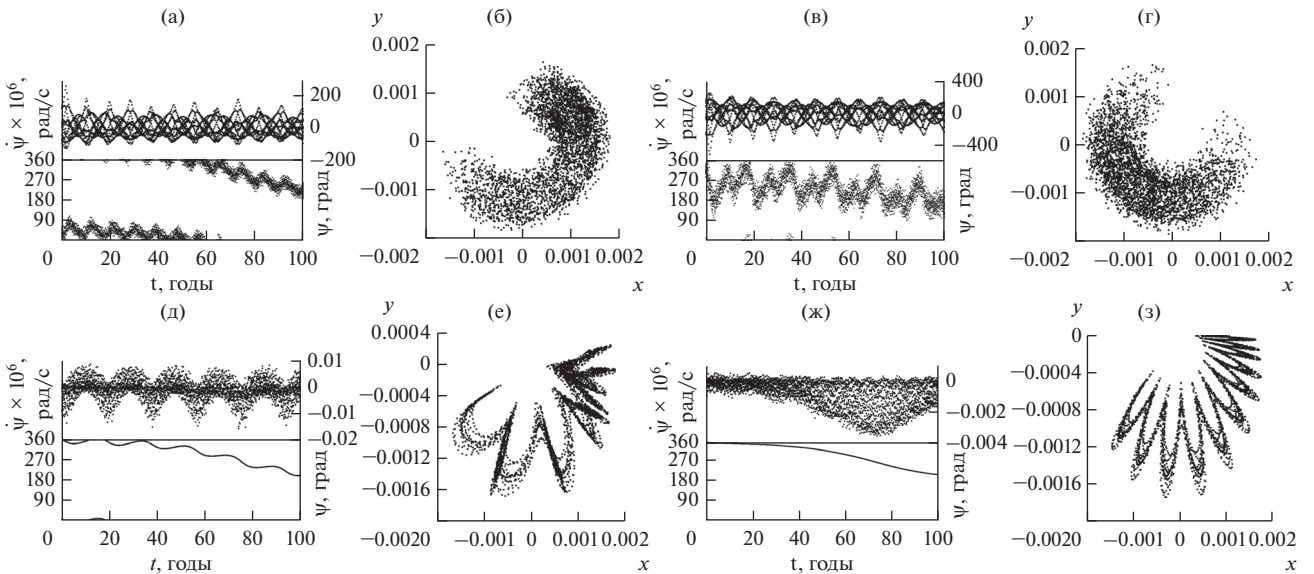 (а)
ψ̇ × 10⁶, рад/с
200
0
−200
360
270
180
90
ψ, град
0 20 40 60 80 100
t, годы
(б)
y
0.002
0.001
0
−0.001
−0.002
−0.001 0 0.001 0.002
x
(в)
ψ̇ × 10⁶, рад/с
400
0
−400
360
270
180
90
ψ, град
0 20 40 60 80 100
t, годы
(г)
y
0.002
0.001
0
−0.001
−0.002
−0.001 0 0.001 0.002
x
(д)
ψ̇ × 10⁶, рад/с
0.01
0
−0.01
−0.02
360
270
180
90
ψ, град
0 20 40 60 80 100
t, годы
(е)
y
0.0004
0
−0.0004
−0.0008
−0.0012
−0.0016
−0.0020
−0.001 0 0.001 0.002
x
(ж)
ψ̇ × 10⁶, рад/с
0
−0.002
−0.004
360
270
180
90
ψ, град
0 20 40 60 80 100
t, годы
(з)
y
0
−0.0004
−0.0008
−0.0012
−0.0016
−0.0020
−0.001 0 0.001 0.002
x